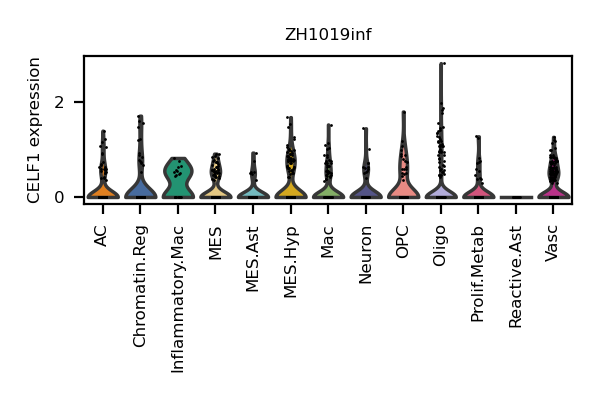 ZH1019inf
CELF1 expression
2
0
AC
Chromatin.Reg
Inflammatory.Mac
MES
MES.Ast
MES.Hyp
Mac
Neuron
OPC
Oligo
Prolif.Metab
Reactive.Ast
Vasc